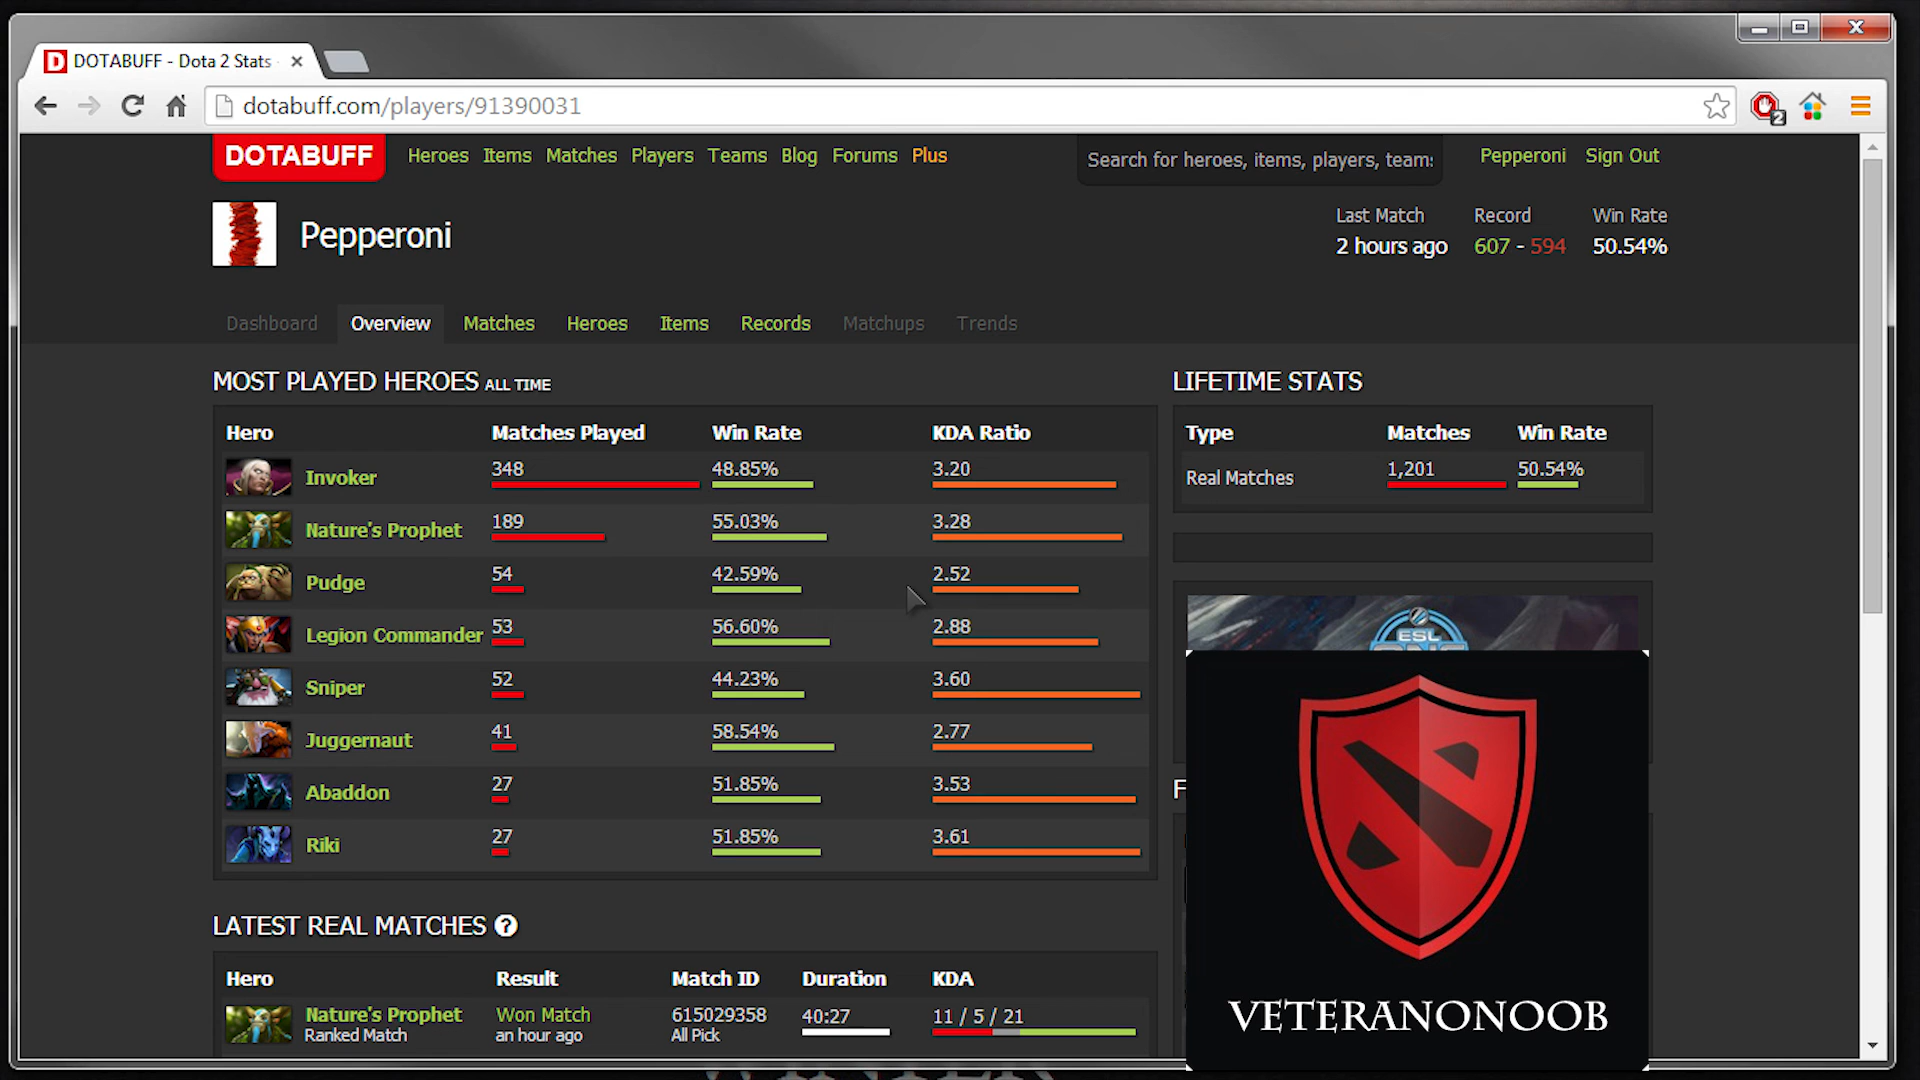 DOTABUFF - Dota 2 Stats
dotabuff.com/players/91390031
2
DOTABUFF Heroes Items Matches Players Teams Blog Forums Plus Search for heroes, items, players, teams Pepperoni Sign Out
Pepperoni
Last Match Record Win Rate
2 hours ago 607 - 594 50.54%
Dashboard Overview Matches Heroes Items Records Matchups Trends
MOST PLAYED HEROES ALL TIME
Hero Matches Played Win Rate KDA Ratio
Invoker 348 48.85% 3.20
Nature's Prophet 189 55.03% 3.28
Pudge 54 42.59% 2.52
Legion Commander 53 56.60% 2.88
Sniper 52 44.23% 3.60
Juggernaut 41 58.54% 2.77
Abaddon 27 51.85% 3.53
Riki 27 51.85% 3.61
LIFETIME STATS
Type Matches Win Rate
Real Matches 1,201 50.54%
ESL
F
VETERANONOOB
LATEST REAL MATCHES ?
Hero Result Match ID Duration KDA
Nature's Prophet Won Match 615029358 40:27 11 / 5 / 21
Ranked Match an hour ago All Pick